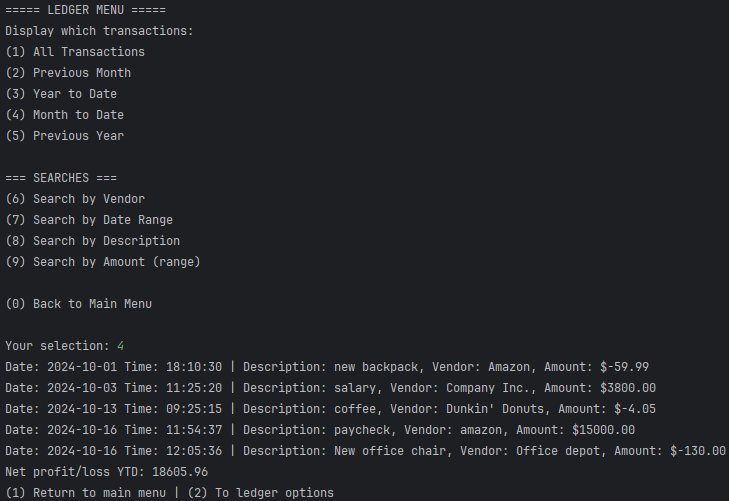 ===== LEDGER MENU =====
Display which transactions:
(1) All Transactions
(2) Previous Month
(3) Year to Date
(4) Month to Date
(5) Previous Year
=== SEARCHES ===
(6) Search by Vendor
(7) Search by Date Range
(8) Search by Description
(9) Search by Amount (range)
(0) Back to Main Menu
Your selection: 4
Date: 2024-10-01 Time: 18:10:30 | Description: new backpack, Vendor: Amazon, Amount: $-59.99
Date: 2024-10-03 Time: 11:25:20 | Description: salary, Vendor: Company Inc., Amount: $3800.00
Date: 2024-10-13 Time: 09:25:15 | Description: coffee, Vendor: Dunkin' Donuts, Amount: $-4.05
Date: 2024-10-16 Time: 11:54:37 | Description: paycheck, Vendor: amazon, Amount: $15000.00
Date: 2024-10-16 Time: 12:05:36 | Description: New office chair, Vendor: Office depot, Amount: $-130.00
Net profit/loss YTD: 18605.96
(1) Return to main menu | (2) To ledger options